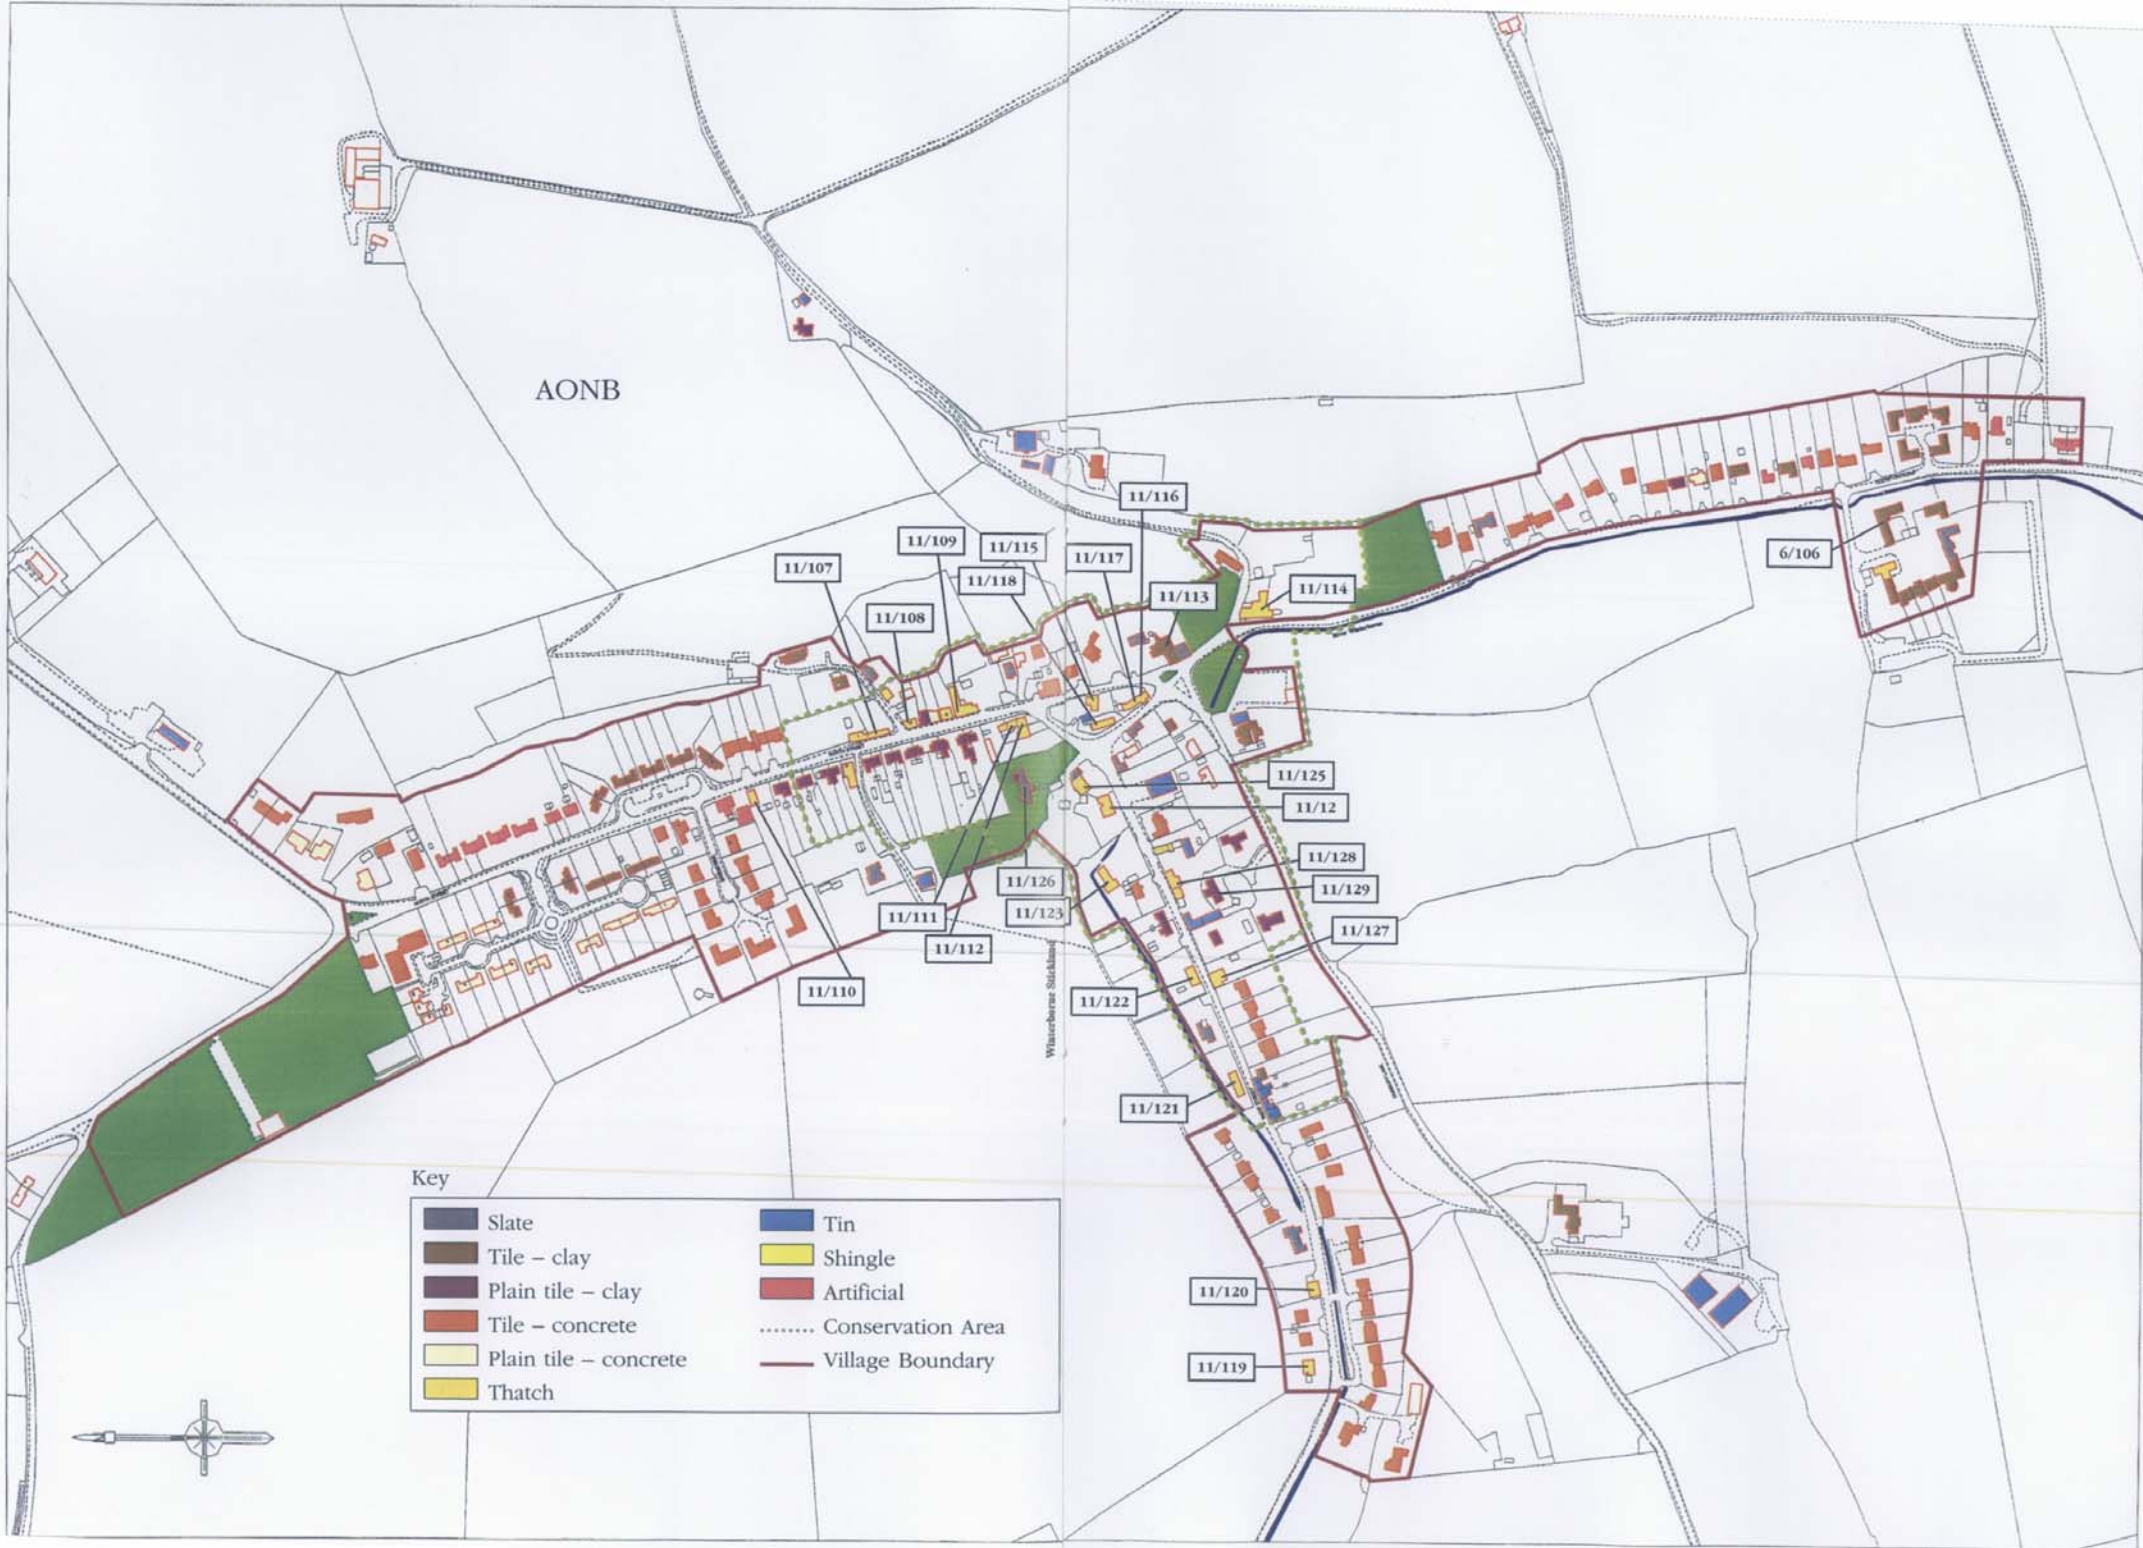 AONB
11/116
11/109
11/115
11/117
11/107
11/118
11/113
11/114
11/108
6/106
11/125
11/12
11/128
11/126
11/129
11/111
11/123
11/127
11/112
11/110
11/122
Winterborne Stickland
11/121
11/120
11/119
Key
Slate
Tile – clay
Plain tile – clay
Tile – concrete
Plain tile – concrete
Thatch
Tin
Shingle
Artificial
Conservation Area
Village Boundary